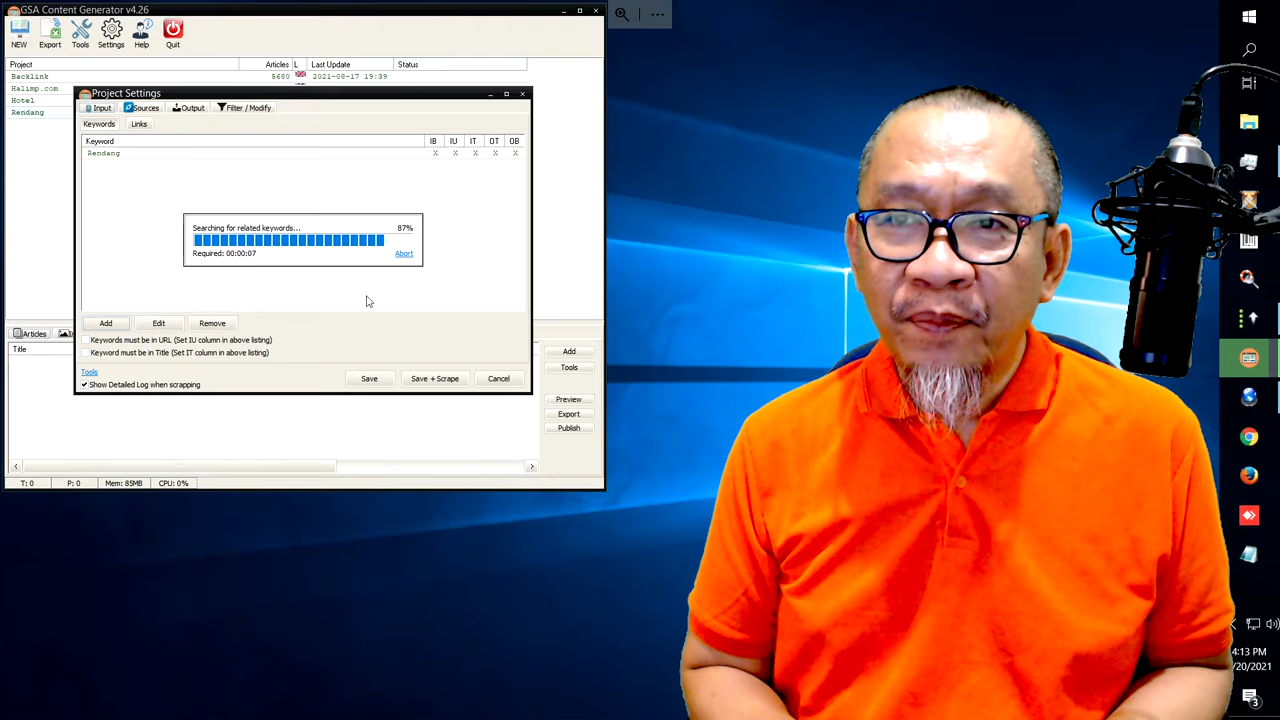 GSA Content Generator v4.26
NEW Export Tools Settings Help Quit
Project Articles L Last Update Status
Backlink 5680 2021-08-17 19:39
Halimp.com
Hotel
Rendang
Project Settings
Input Sources Output Filter / Modify
Keywords Links
Keyword IB IU IT OT OB
Rendang X X X X X
Searching for related keywords... 87%
Required: 00:00:07 Abort
Add Edit Remove
Keywords must be in URL (Set IU column in above listing)
Keyword must be in Title (Set IT column in above listing)
Tools
Show Detailed Log when scrapping
Save Save + Scrape Cancel
Articles
Title
Add
Tools
Preview
Export
Publish
T: 0 P: 0 Mem: 85MB CPU: 0%
4:13 PM
/20/2021
3